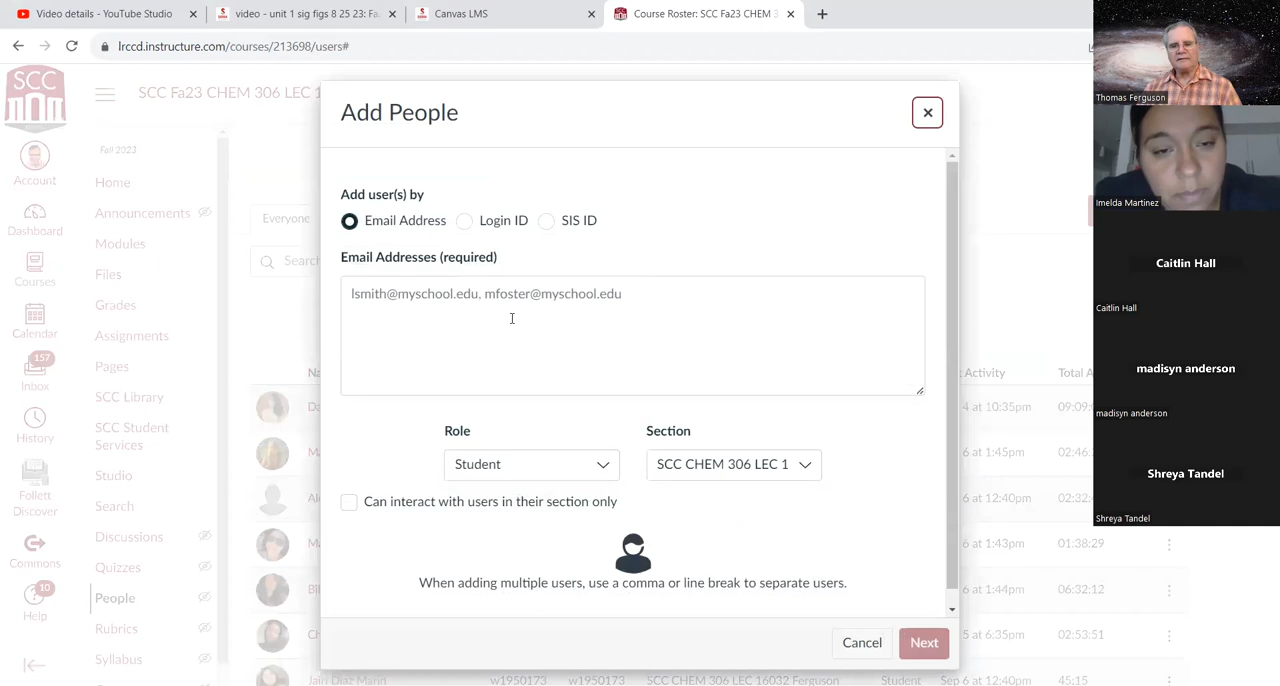 Video details - YouTube Studio
video - unit 1 sig figs 8 25 23: Fa
Canvas LMS
Course Roster: SCC Fa23 CHEM 3
lrccd.instructure.com/courses/213698/users#
SCC
SCC Fa23 CHEM 306 LEC 1
Add People
Thomas Ferguson
Imelda Martinez
Caitlin Hall
Caitlin Hall
madisyn anderson
madisyn anderson
Shreya Tandel
Shreya Tandel
Account
Dashboard
Courses
Calendar
157
Inbox
History
Follett
Discover
Commons
10
Help
Fall 2023
Home
Announcements
Modules
Files
Grades
Assignments
Pages
SCC Library
SCC Student
Services
Studio
Search
Discussions
Quizzes
People
Rubrics
Syllabus
Everyone
Search
Add user(s) by
Email Address Login ID SIS ID
Email Addresses (required)
lsmith@myschool.edu, mfoster@myschool.edu
Role Section
Student SCC CHEM 306 LEC 1
Can interact with users in their section only
When adding multiple users, use a comma or line break to separate users.
Cancel Next
Activity Total A
4 at 10:35pm 09:09:
6 at 1:45pm 02:46:
6 at 12:40pm 02:32:
6 at 1:43pm 01:38:29
6 at 1:44pm 06:32:12
5 at 6:35pm 02:53:51
Jairi Diaz Mann w1950173 w1950173 SCC CHEM 306 LEC 16032 Ferguson Student Sep 6 at 12:40pm 45:15